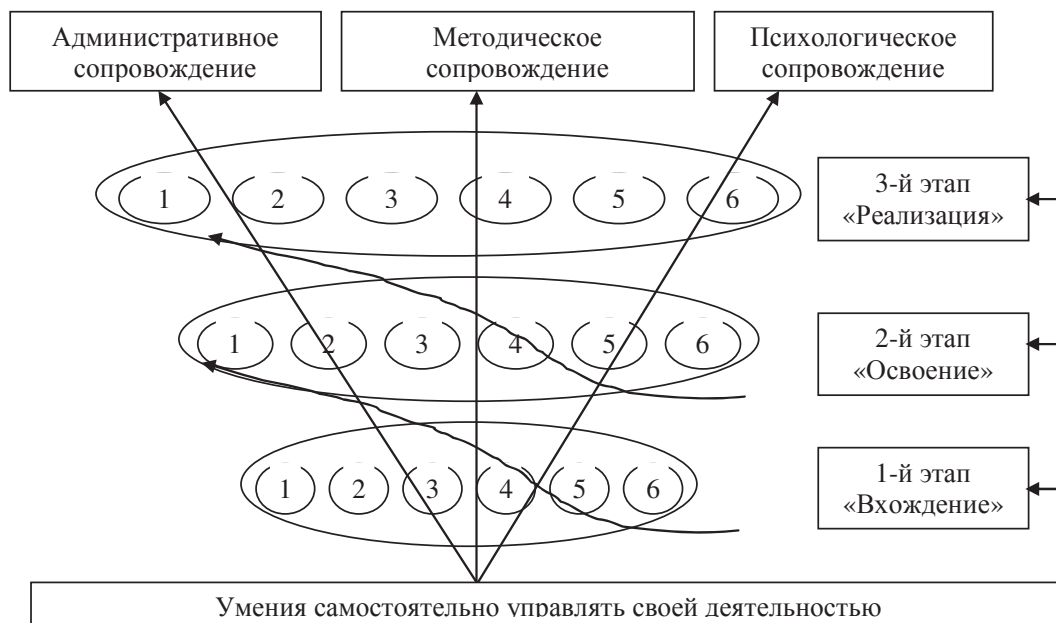 Административное
сопровождение
Методическое
сопровождение
Психологическое
сопровождение
1 2 3 4 5 6
3-й этап
«Реализация»
1 2 3 4 5 6
2-й этап
«Освоение»
1 2 3 4 5 6
1-й этап
«Вхождение»
Умения самостоятельно управлять своей деятельностью